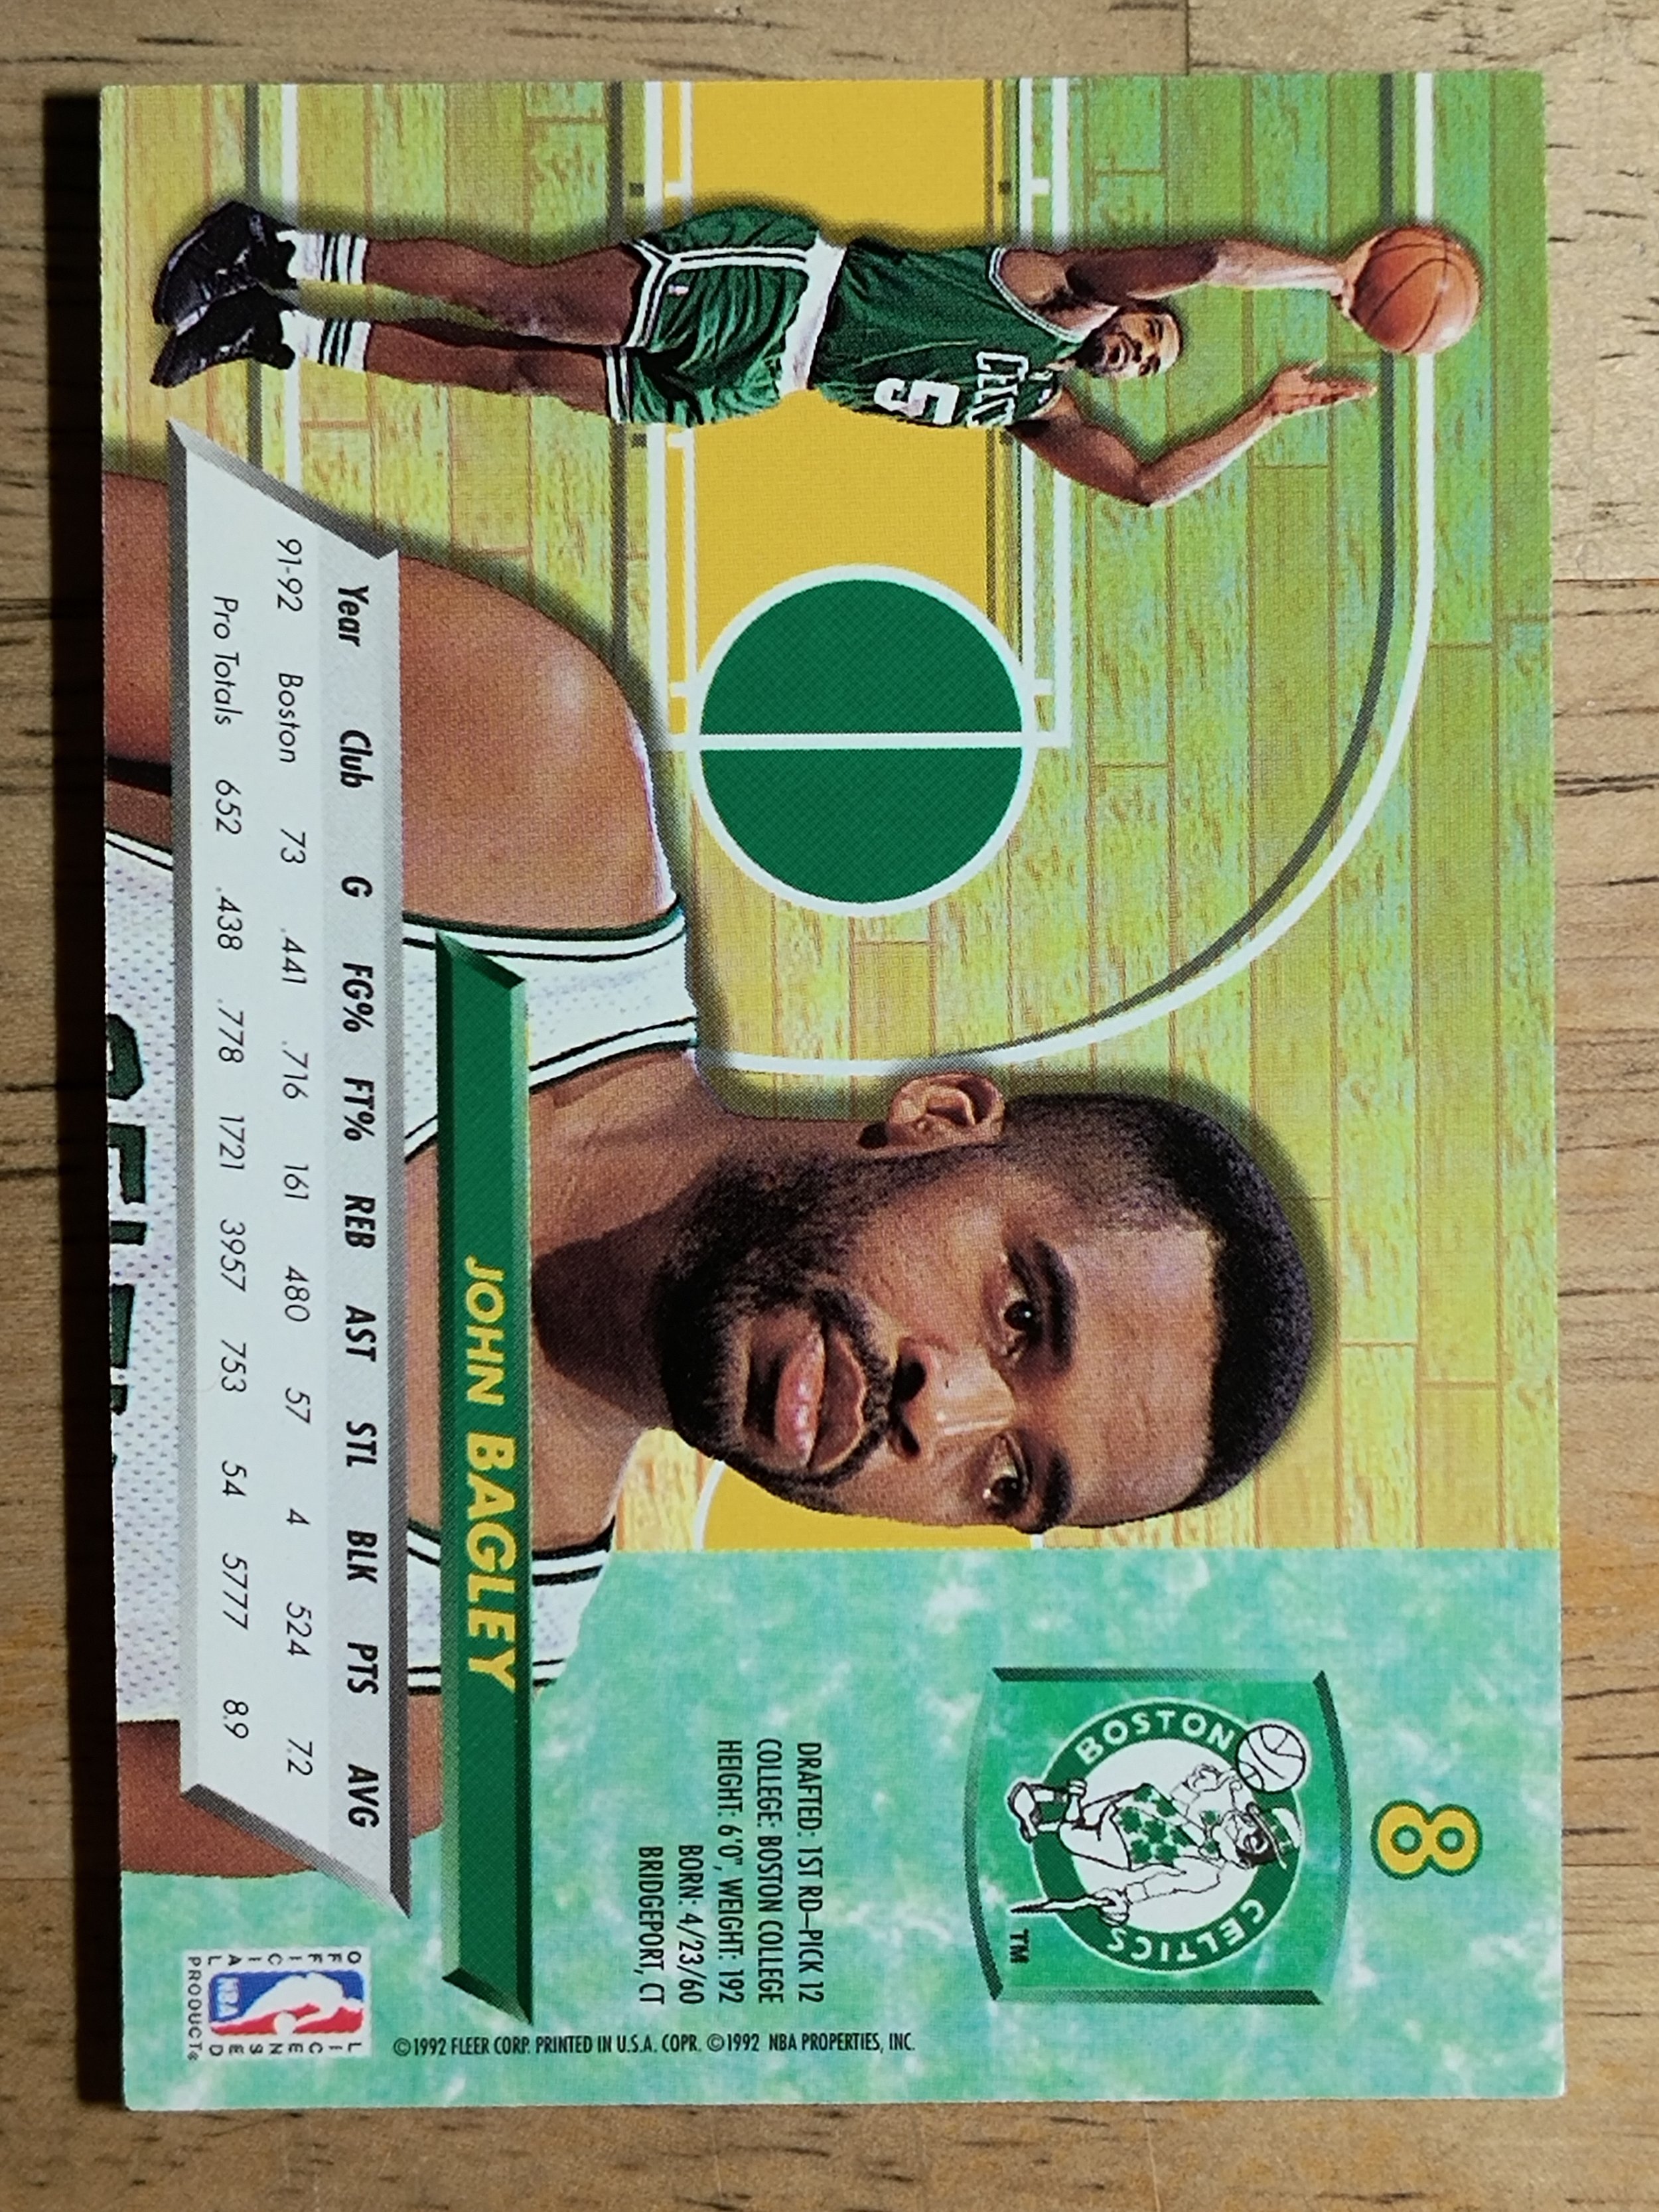 8
BOSTON CELTICS
TM
DRAFTED: 1ST RD–PICK 12
COLLEGE: BOSTON COLLEGE
HEIGHT: 6'0", WEIGHT: 192
BORN: 4/23/60
BRIDGEPORT, CT
5
JOHN BAGLEY
Year Club G FG% FT% REB AST STL BLK PTS AVG
91-92 Boston 73 .441 .716 161 480 57 4 524 7.2
Pro Totals 652 .438 .778 1721 3957 753 54 5777 8.9
©1992 FLEER CORP. PRINTED IN U.S.A. COPR. ©1992 NBA PROPERTIES, INC.
OFFICIAL LICENSED PRODUCT®
NBA